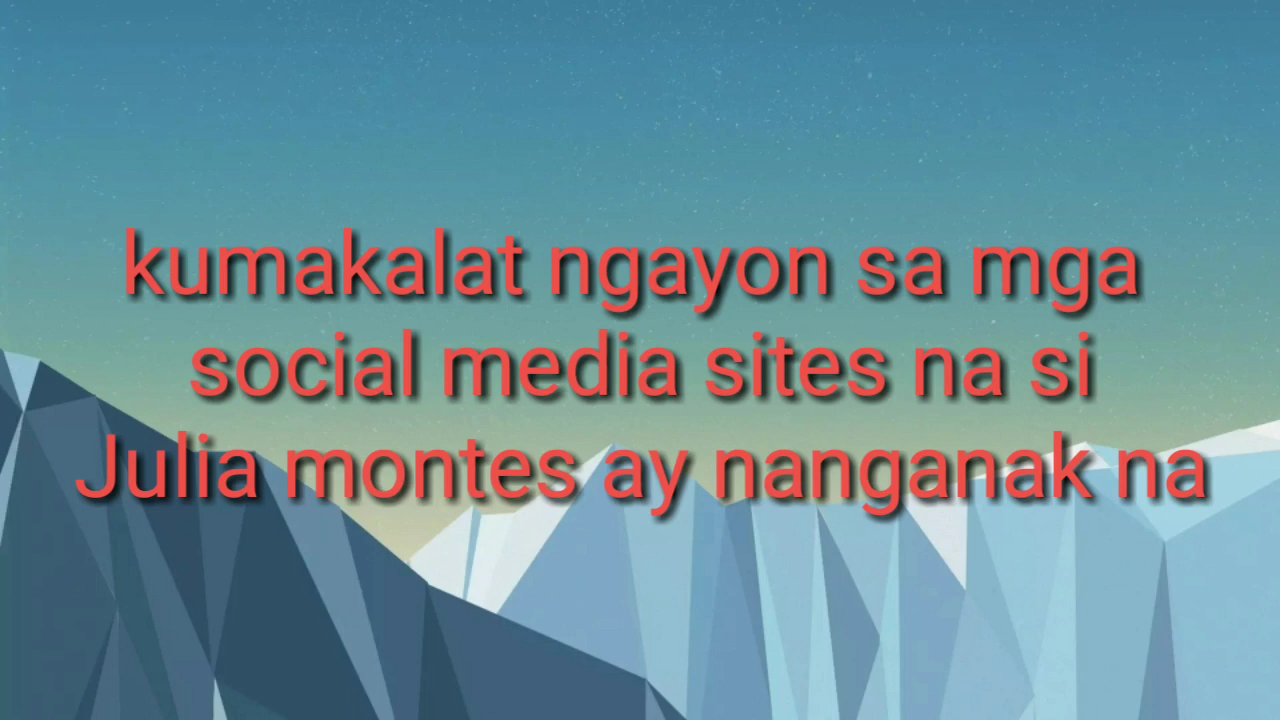 kumakalat ngayon sa mga
social media sites na si
Julia montes ay nanganak na